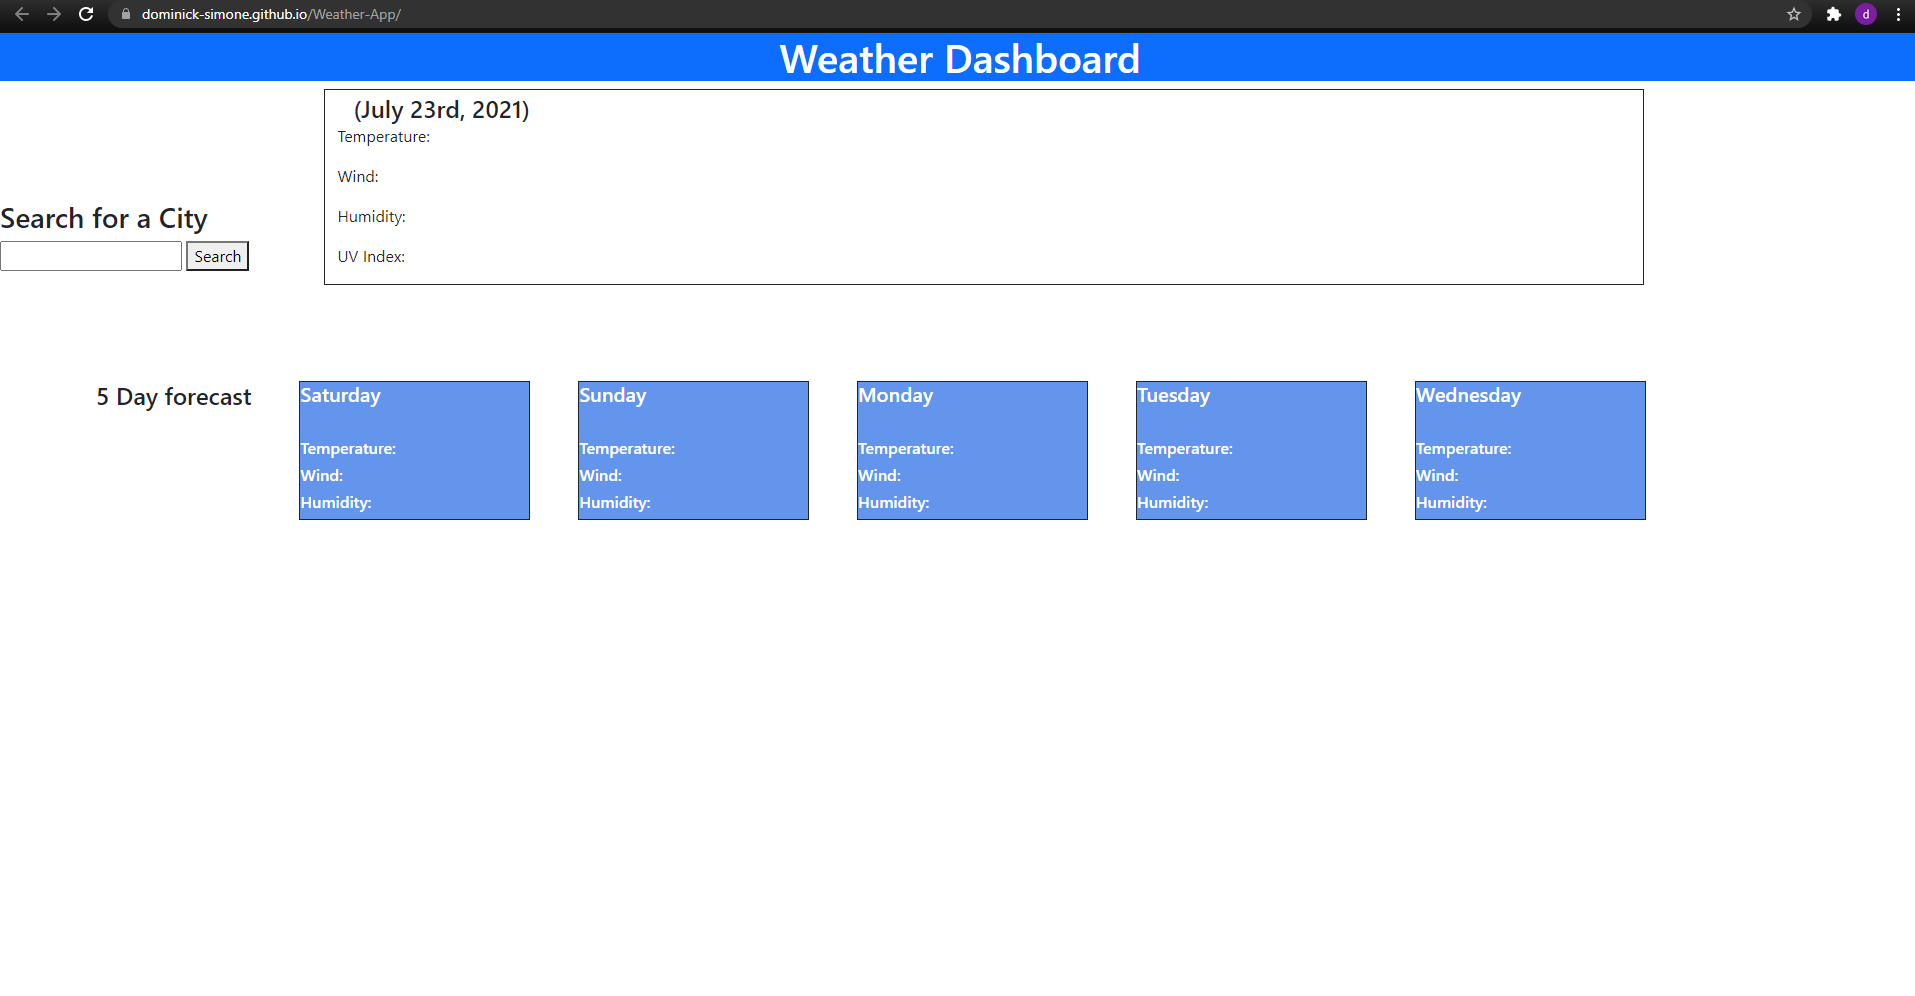 dominick-simone.github.io/Weather-App/
d
Weather Dashboard
(July 23rd, 2021)
Temperature:
Wind:
Humidity:
UV Index:
Search for a City
Search
5 Day forecast
Saturday
Temperature:
Wind:
Humidity:
Sunday
Temperature:
Wind:
Humidity:
Monday
Temperature:
Wind:
Humidity:
Tuesday
Temperature:
Wind:
Humidity:
Wednesday
Temperature:
Wind:
Humidity: